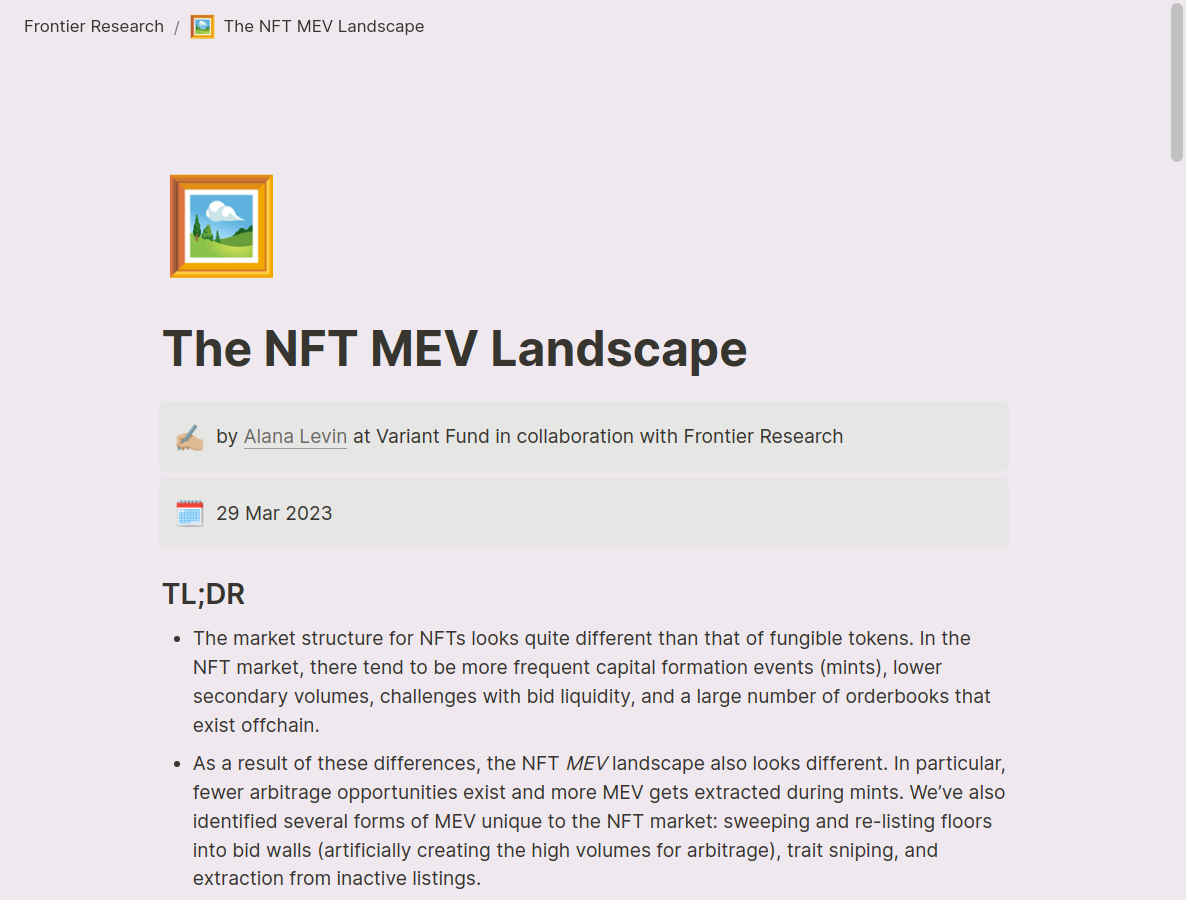 Frontier Research / The NFT MEV Landscape
The NFT MEV Landscape
by Alana Levin at Variant Fund in collaboration with Frontier Research
29 Mar 2023
TL;DR
• The market structure for NFTs looks quite different than that of fungible tokens. In the
NFT market, there tend to be more frequent capital formation events (mints), lower
secondary volumes, challenges with bid liquidity, and a large number of orderbooks that
exist offchain.
• As a result of these differences, the NFT MEV landscape also looks different. In particular,
fewer arbitrage opportunities exist and more MEV gets extracted during mints. We’ve also
identified several forms of MEV unique to the NFT market: sweeping and re-listing floors
into bid walls (artificially creating the high volumes for arbitrage), trait sniping, and
extraction from inactive listings.